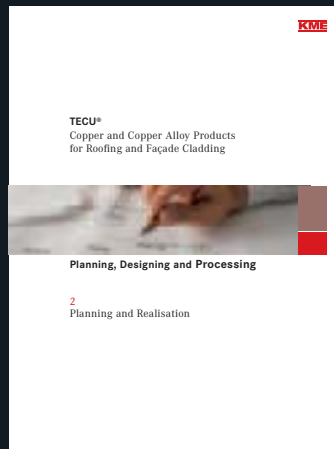 KME
TECU®
Copper and Copper Alloy Products
for Roofing and Façade Cladding
Planning, Designing and Processing
2
Planning and Realisation